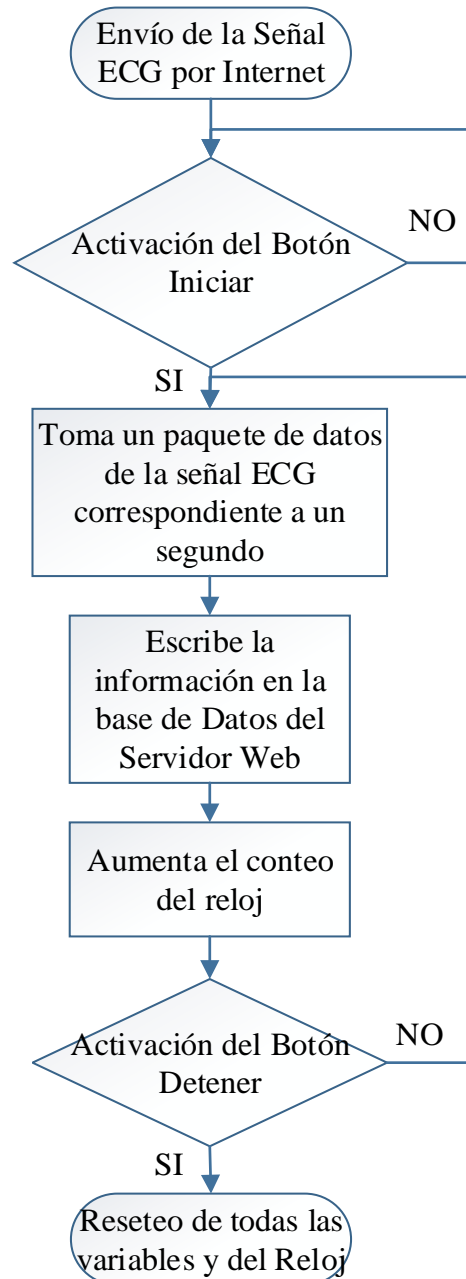 Envío de la Señal
ECG por Internet
NO
Activación del Botón
Iniciar
SI
Toma un paquete de datos
de la señal ECG
correspondiente a un
segundo
Escribe la
información en la
base de Datos del
Servidor Web
Aumenta el conteo
del reloj
NO
Activación del Botón
Detener
SI
Reseteo de todas las
variables y del Reloj